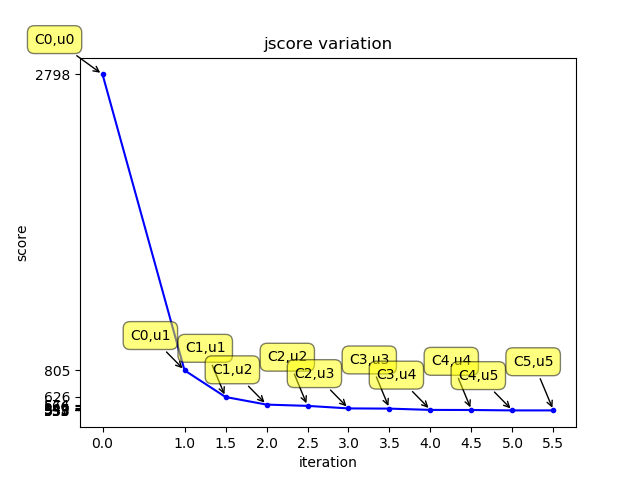 jscore variation
C0,u0
2798
score
C0,u1
C1,u1
C1,u2
C2,u2
C2,u3
C3,u3
C3,u4
C4,u4
C4,u5
C5,u5
805
626
0.0 1.0 1.5 2.0 2.5 3.0 3.5 4.0 4.5 5.0 5.5
iteration